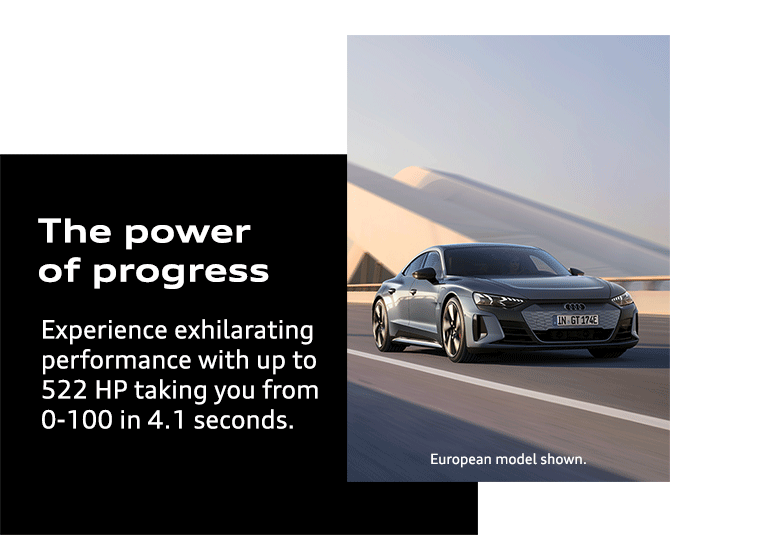 The power
of progress
Experience exhilarating
performance with up to
522 HP taking you from
0-100 in 4.1 seconds.
IN GT 174E
European model shown.